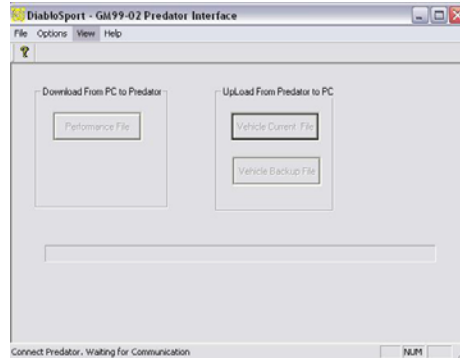 DiabloSport - GM99-02 Predator Interface
File Options View Help
Download From PC to Predator
UpLoad From Predator to PC
Performance File
Vehicle Current File
Vehicle Backup File
Connect Predator. Waiting for Communication
NUM